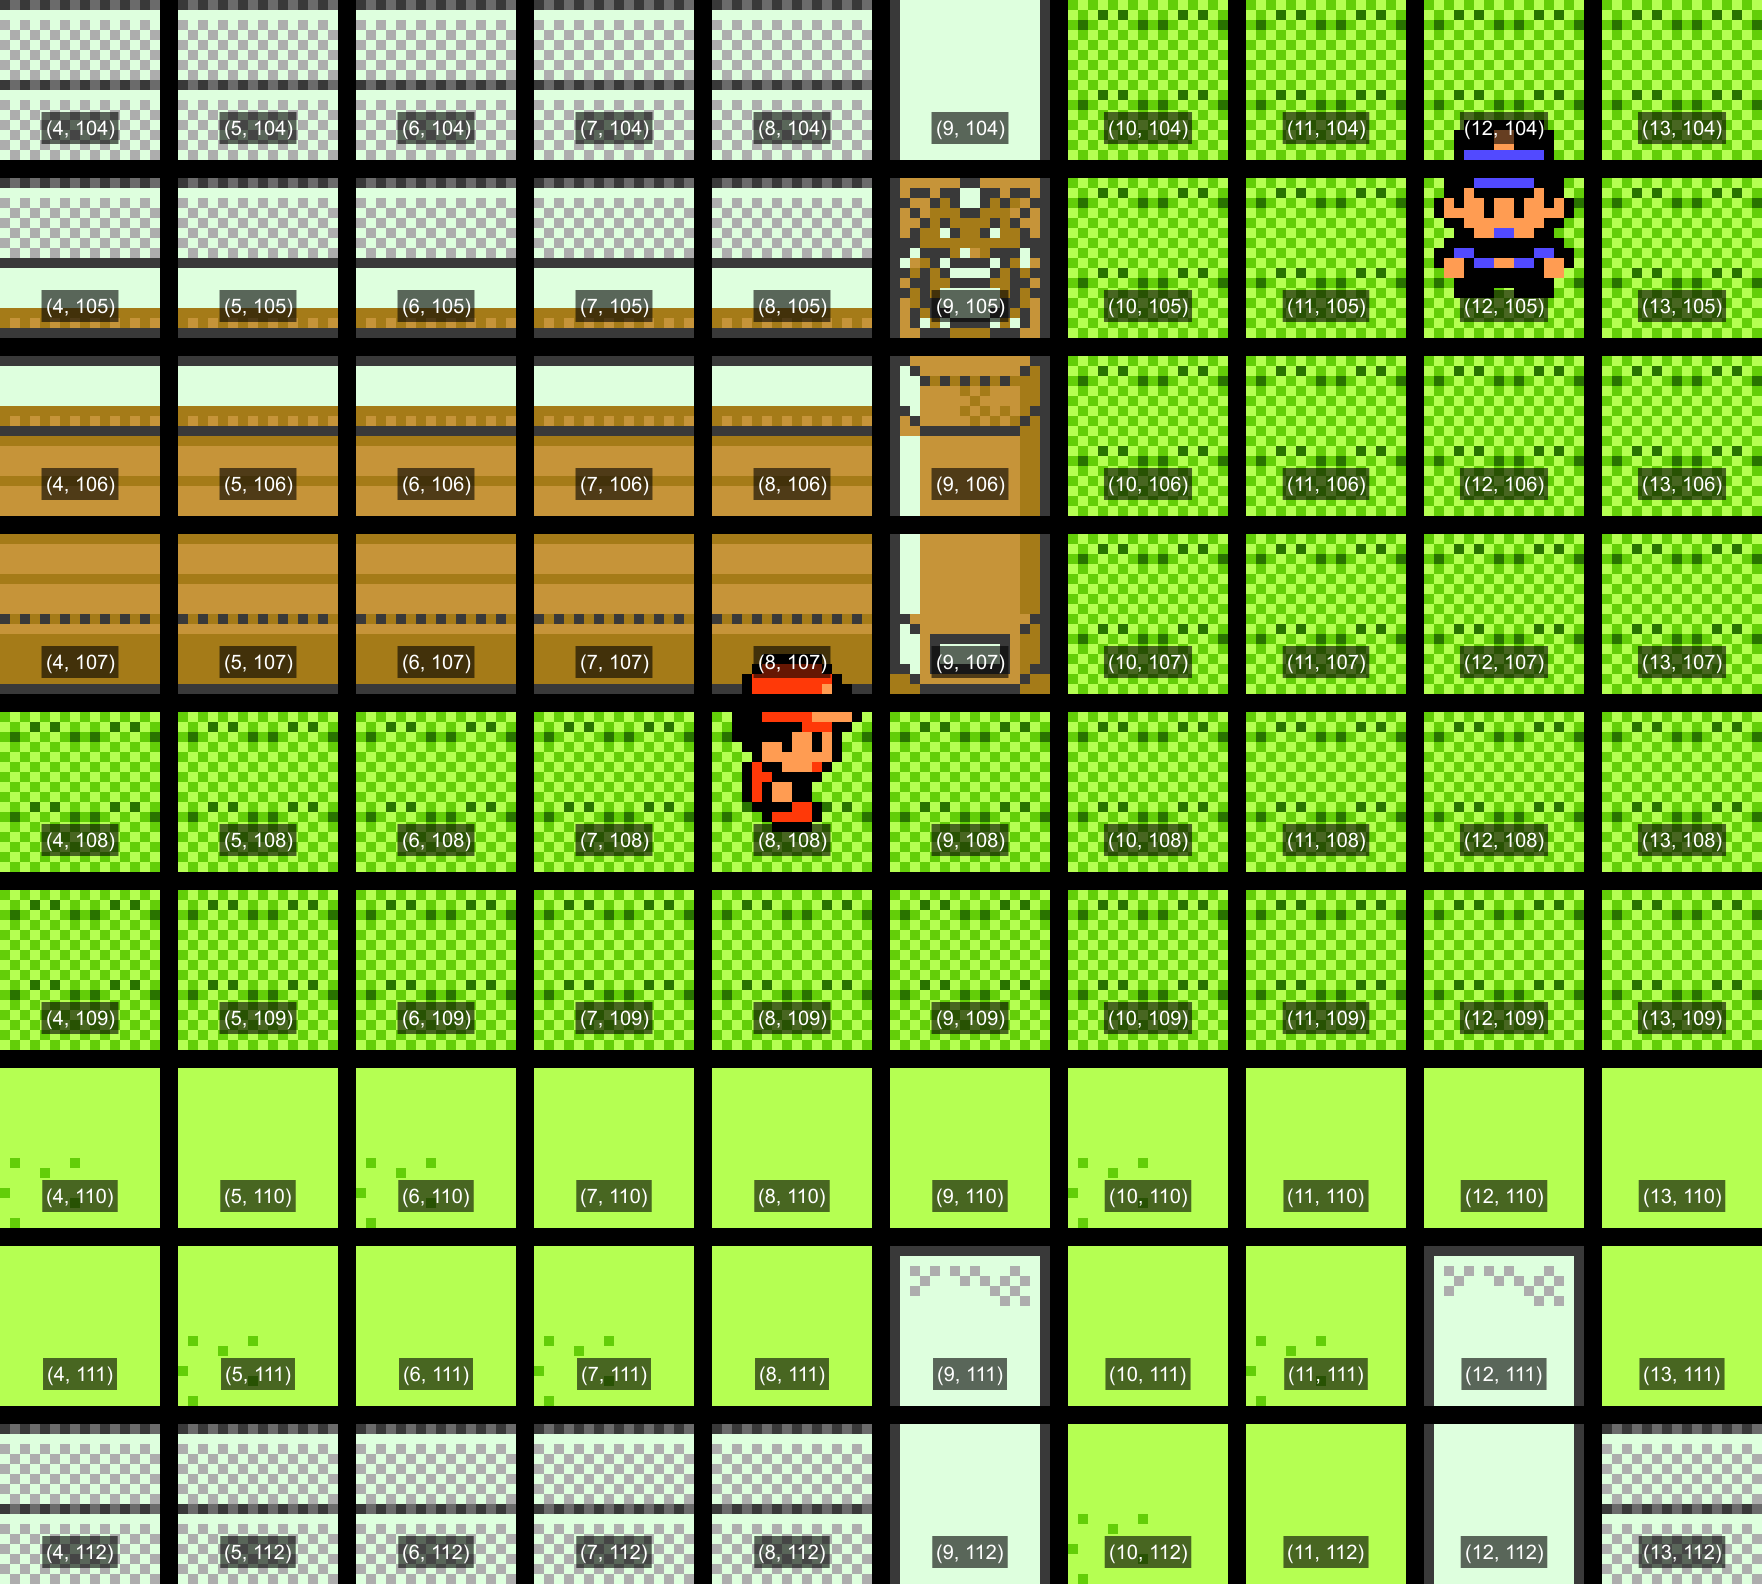 (4, 104) (5, 104) (6, 104) (7, 104) (8, 104) (9, 104) (10, 104) (11, 104) (12, 104) (13, 104)
(4, 105) (5, 105) (6, 105) (7, 105) (8, 105) (9, 105) (10, 105) (11, 105) (12, 105) (13, 105)
(4, 106) (5, 106) (6, 106) (7, 106) (8, 106) (9, 106) (10, 106) (11, 106) (12, 106) (13, 106)
(4, 107) (5, 107) (6, 107) (7, 107) (8, 107) (9, 107) (10, 107) (11, 107) (12, 107) (13, 107)
(4, 108) (5, 108) (6, 108) (7, 108) (8, 108) (9, 108) (10, 108) (11, 108) (12, 108) (13, 108)
(4, 109) (5, 109) (6, 109) (7, 109) (8, 109) (9, 109) (10, 109) (11, 109) (12, 109) (13, 109)
(4, 110) (5, 110) (6, 110) (7, 110) (8, 110) (9, 110) (10, 110) (11, 110) (12, 110) (13, 110)
(4, 111) (5, 111) (6, 111) (7, 111) (8, 111) (9, 111) (10, 111) (11, 111) (12, 111) (13, 111)
(4, 112) (5, 112) (6, 112) (7, 112) (8, 112) (9, 112) (10, 112) (11, 112) (12, 112) (13, 112)